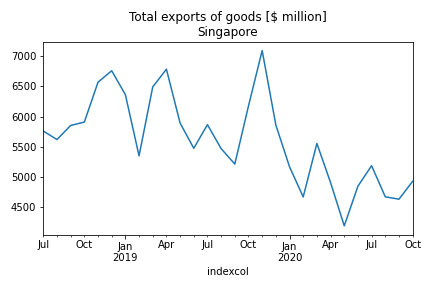 Total exports of goods [$ million]
Singapore
7000
6500
6000
5500
5000
4500
Jul Oct Jan Apr Jul Oct Jan Apr Jul Oct
2019 2020
indexcol